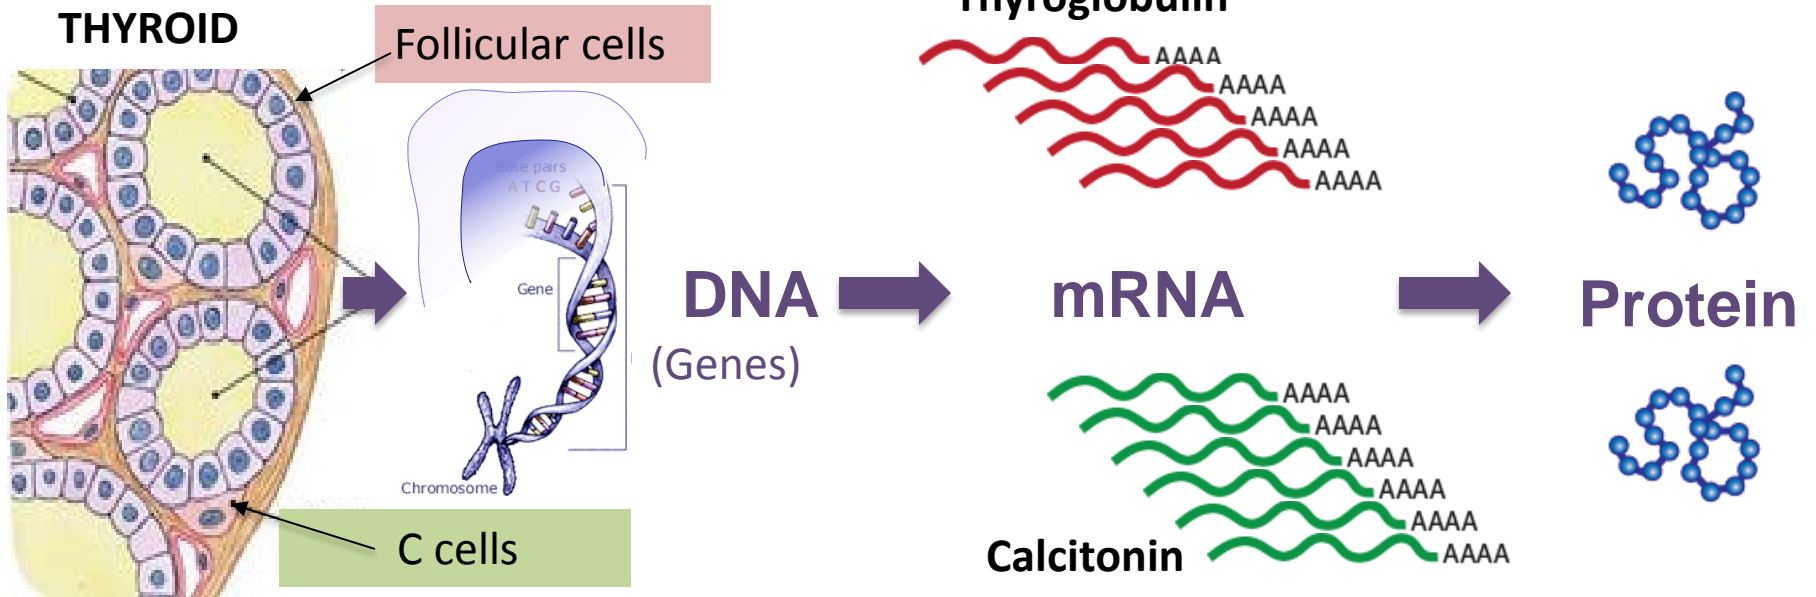 THYROID
Follicular cells
Thyroglobulin
AAAA
AAAA
AAAA
AAAA
AAAA
Base pairs
A T C G
Gene
DNA
mRNA
Protein
(Genes)
Chromosome
AAAA
AAAA
AAAA
AAAA
AAAA
AAAA
C cells
Calcitonin